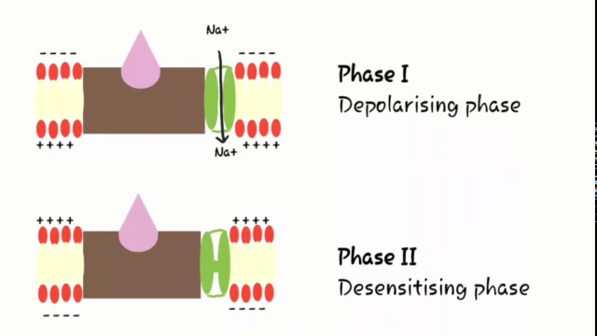 Na+
- - - - - - - -
Phase I
Depolarising phase
++++ Na+ ++++
++++ ++++
Phase II
Desensitising phase
- - - - - - - -